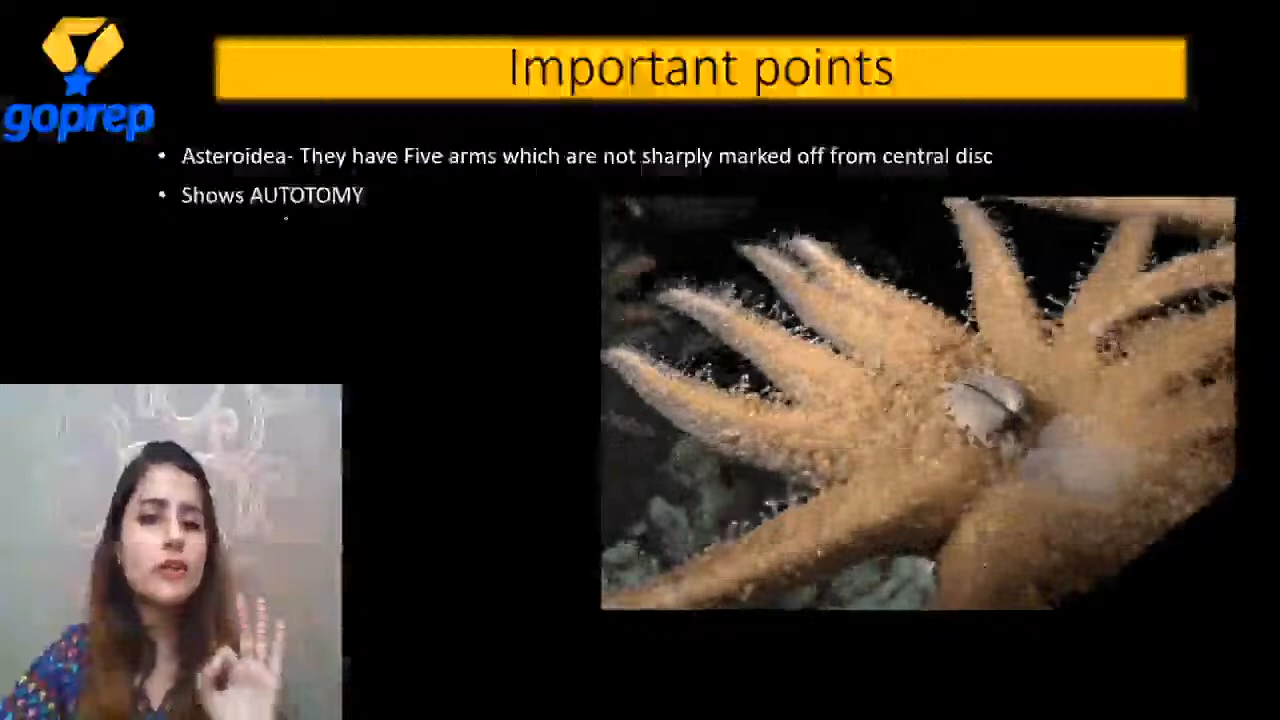 Important points
goprep
• Asteroidea- They have Five arms which are not sharply marked off from central disc
• Shows AUTOTOMY